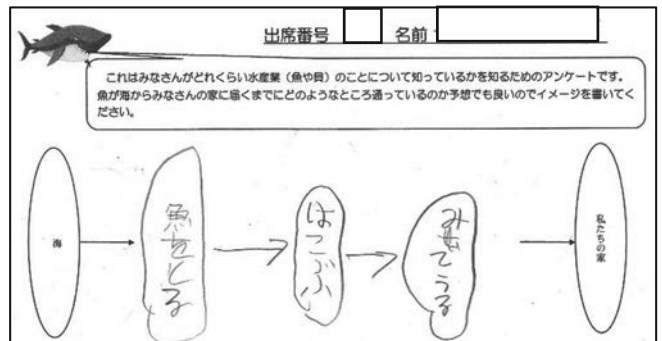 出席番号 名前
これはみなさんがどれくらい水産業（魚や貝）のことについて知っているかを知るためのアンケートです。
魚が海からみなさんの家に届くまでにどのようなところ通っているのか予想でも良いのでイメージを書いてく
ださい。
海
魚をとる
はこぶ
みせでうる
私たちの家